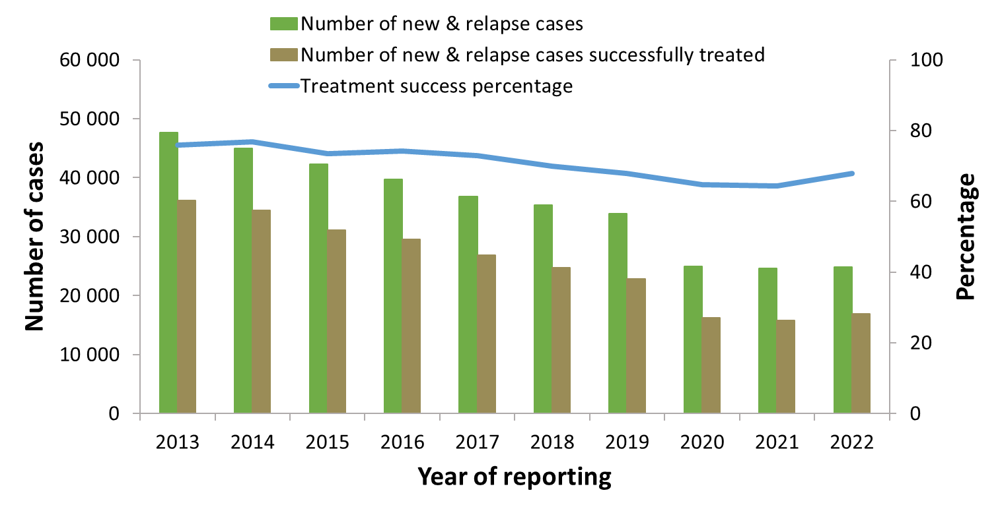 Number of new & relapse cases
Number of new & relapse cases successfully treated
Treatment success percentage
60 000
50 000
40 000
30 000
20 000
10 000
0
Number of cases
100
80
60
40
20
0
Percentage
2013 2014 2015 2016 2017 2018 2019 2020 2021 2022
Year of reporting